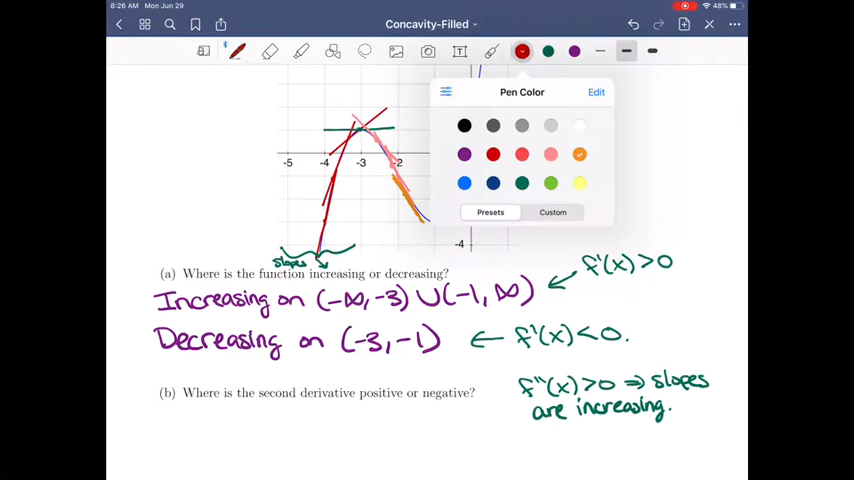 8:26 AM Mon Jun 29
48%
Concavity-Filled
T
Pen Color
Edit
Presets
Custom
-5
-4
-3
-2
-4
slopes
(a) Where is the function increasing or decreasing?
f'(x)>0
Increasing on (-∞,-3) ∪ (-1,∞)
Decreasing on (-3,-1)
f'(x)<0.
(b) Where is the second derivative positive or negative?
f''(x)>0 ⇒ slopes
are increasing.